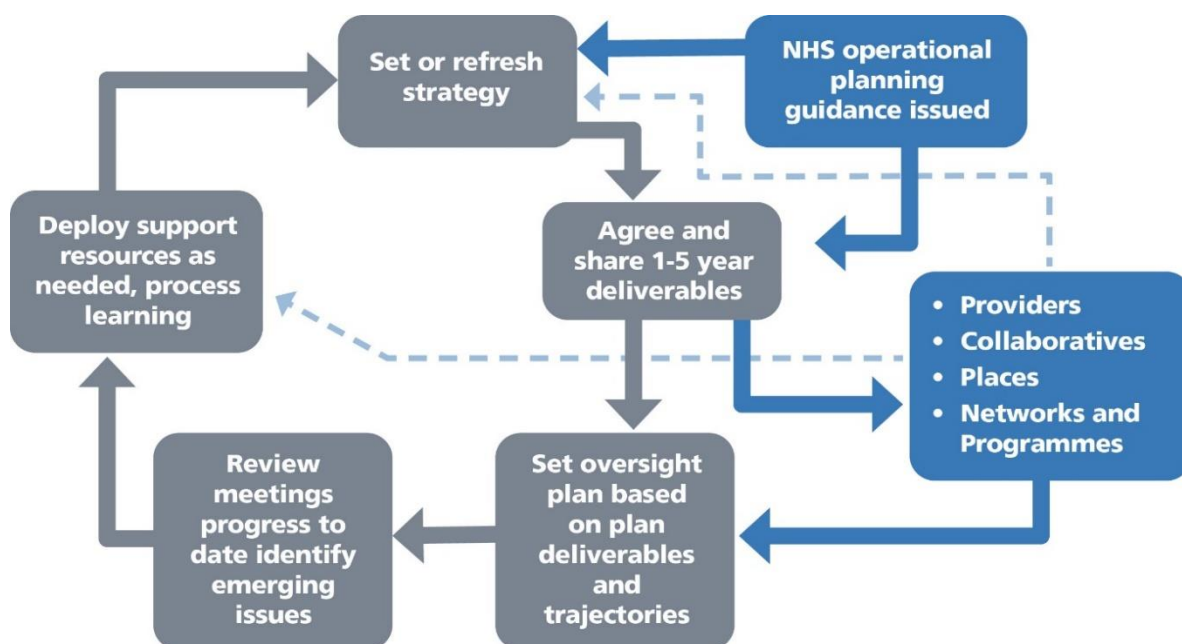 Set or refresh
strategy
NHS operational
planning
guidance issued
Deploy support
resources as
needed, process
learning
Agree and
share 1-5 year
deliverables
• Providers
• Collaboratives
• Places
• Networks and
Programmes
Review
meetings
progress to
date identify
emerging
issues
Set oversight
plan based
on plan
deliverables
and
trajectories